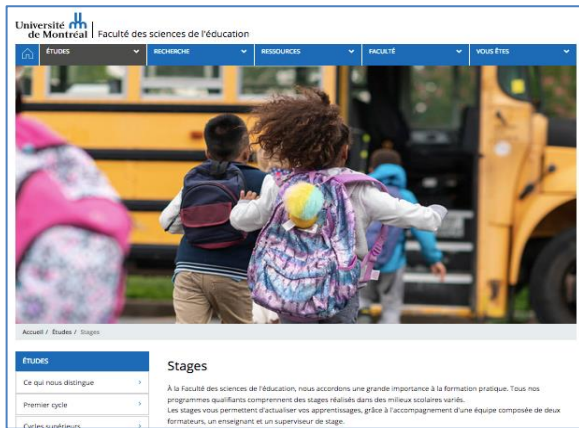 Université
de Montréal
Faculté des sciences de l'éducation
ÉTUDES
RECHERCHE
RESSOURCES
FACULTÉ
VOUS ÊTES
Accueil / Études / Stages
ÉTUDES
Ce qui nous distingue
Premier cycle
Cycles supérieurs
Stages
À la Faculté des sciences de l'éducation, nous accordons une grande importance à la formation pratique. Tous nos
programmes qualifiants comprennent des stages réalisés dans des milieux scolaires variés.
Les stages vous permettent d'actualiser vos apprentissages, grâce à l'accompagnement d'une équipe composée de deux
formateurs, un enseignant et un superviseur de stage.